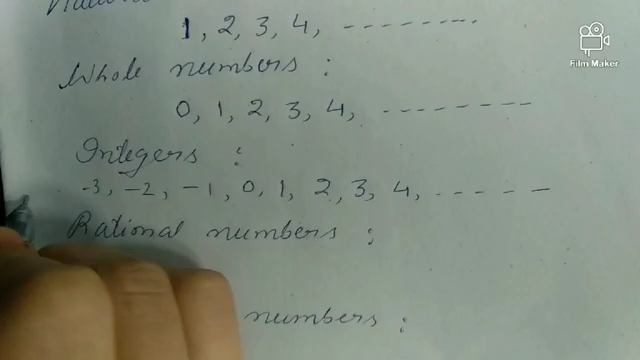 1, 2, 3, 4, --------.
Film Maker
Whole numbers :
0, 1, 2, 3, 4, ---------
Integers :
-3, -2, -1, 0, 1, 2, 3, 4, ------
Rational numbers :
numbers :